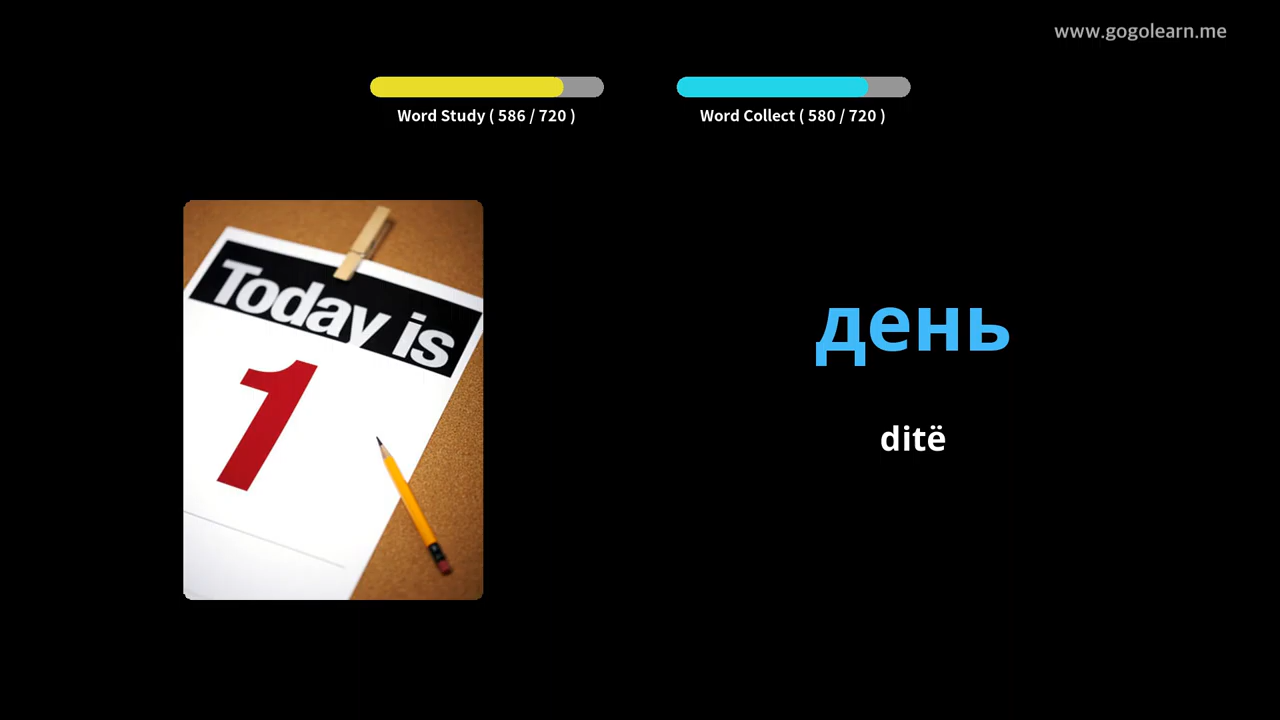 www.gogolearn.me
Word Study ( 586 / 720 )
Word Collect ( 580 / 720 )
Today is
1
день
ditë